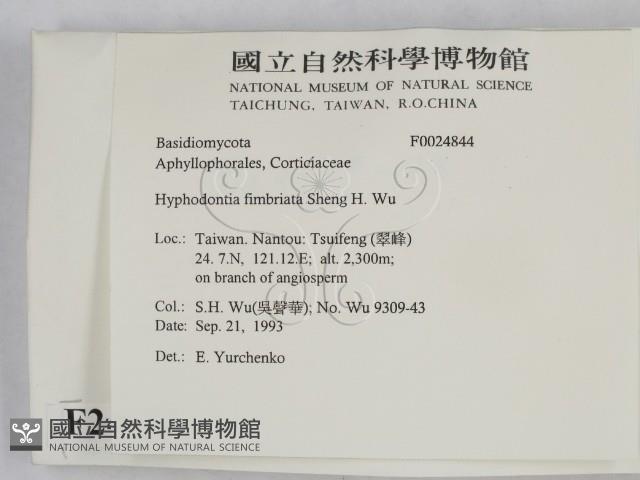 國立自然科學博物館
NATIONAL MUSEUM OF NATURAL SCIENCE
TAICHUNG, TAIWAN, R.O.CHINA
Basidiomycota F0024844
Aphyllophorales, Corticiaceae
Hyphodontia fimbriata Sheng H. Wu
Loc.: Taiwan. Nantou: Tsuifeng (翠峰)
24. 7.N, 121.12.E; alt. 2,300m;
on branch of angiosperm
Col.: S.H. Wu(吳聲華); No. Wu 9309-43
Date: Sep. 21, 1993
Det.: E. Yurchenko
F2
國立自然科學博物館
NATIONAL MUSEUM OF NATURAL SCIENCE